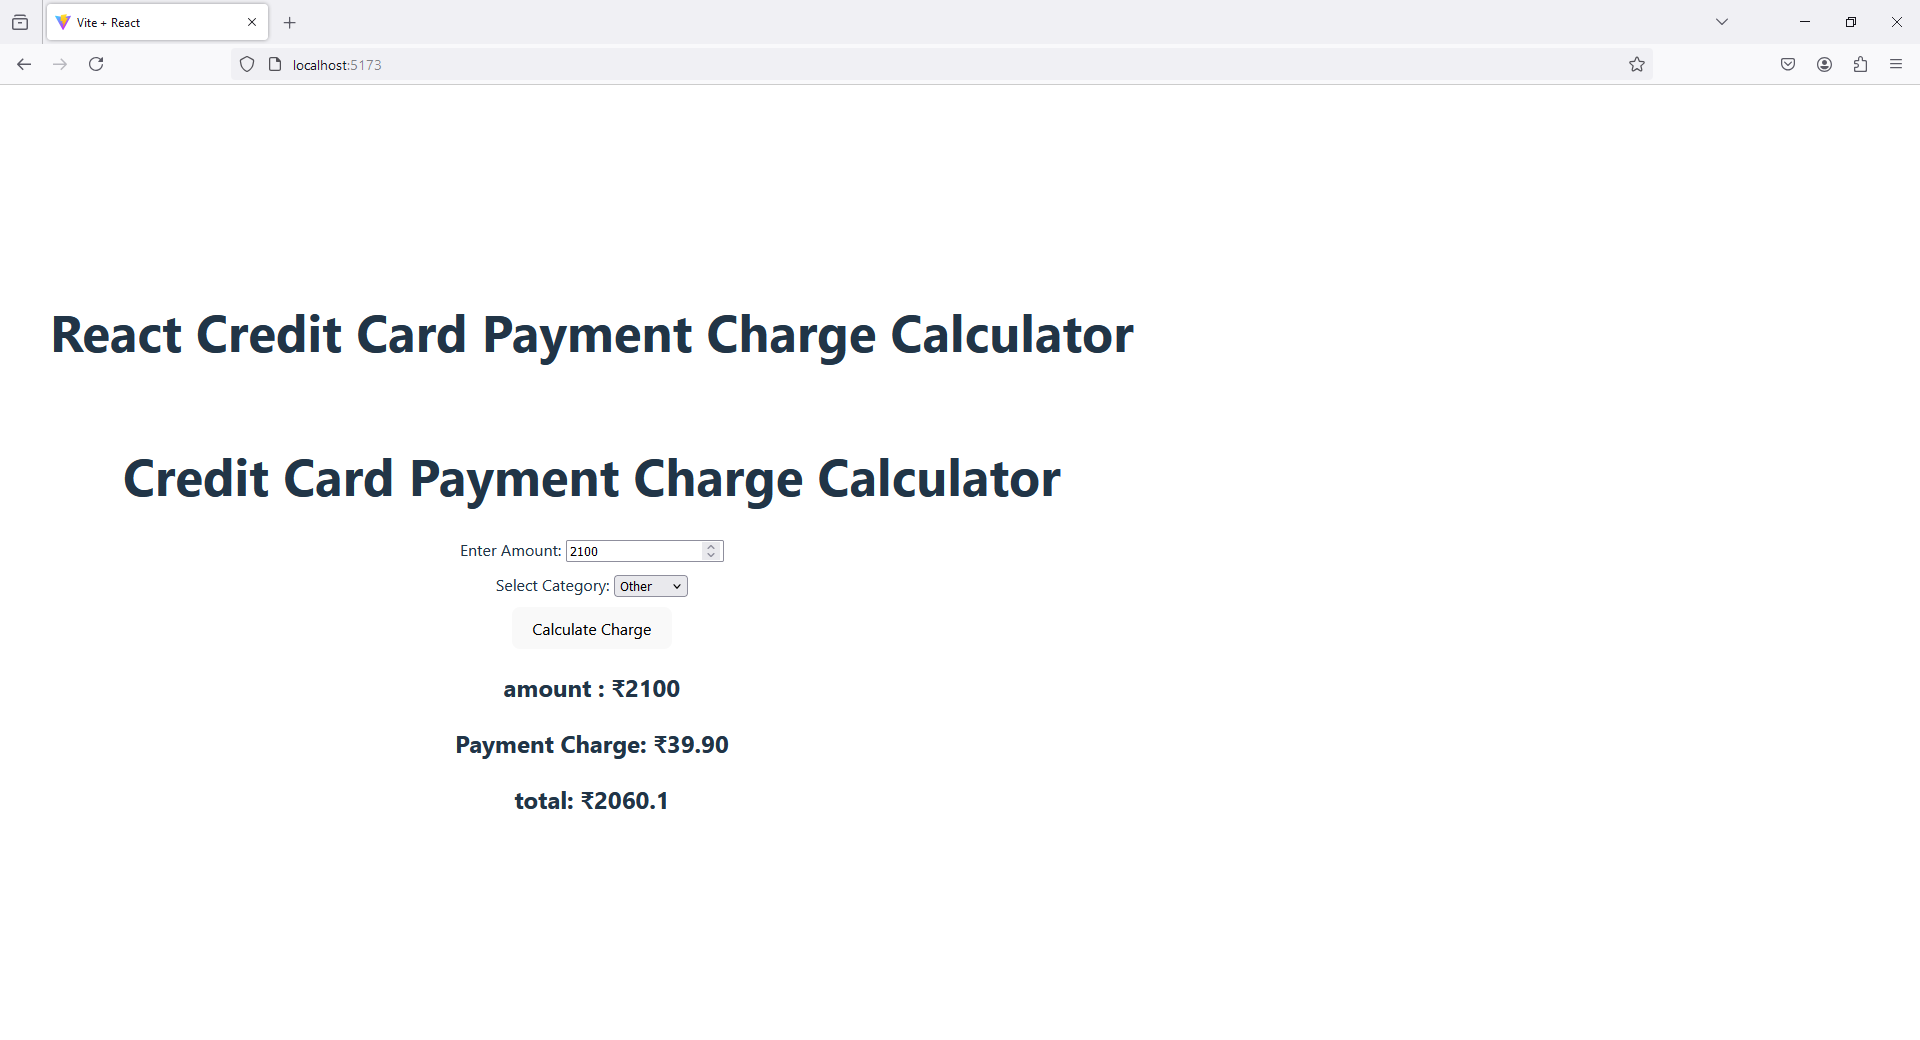 Vite + React
localhost:5173
React Credit Card Payment Charge Calculator
Credit Card Payment Charge Calculator
Enter Amount: 2100
Select Category: Other
Calculate Charge
amount : ₹2100
Payment Charge: ₹39.90
total: ₹2060.1